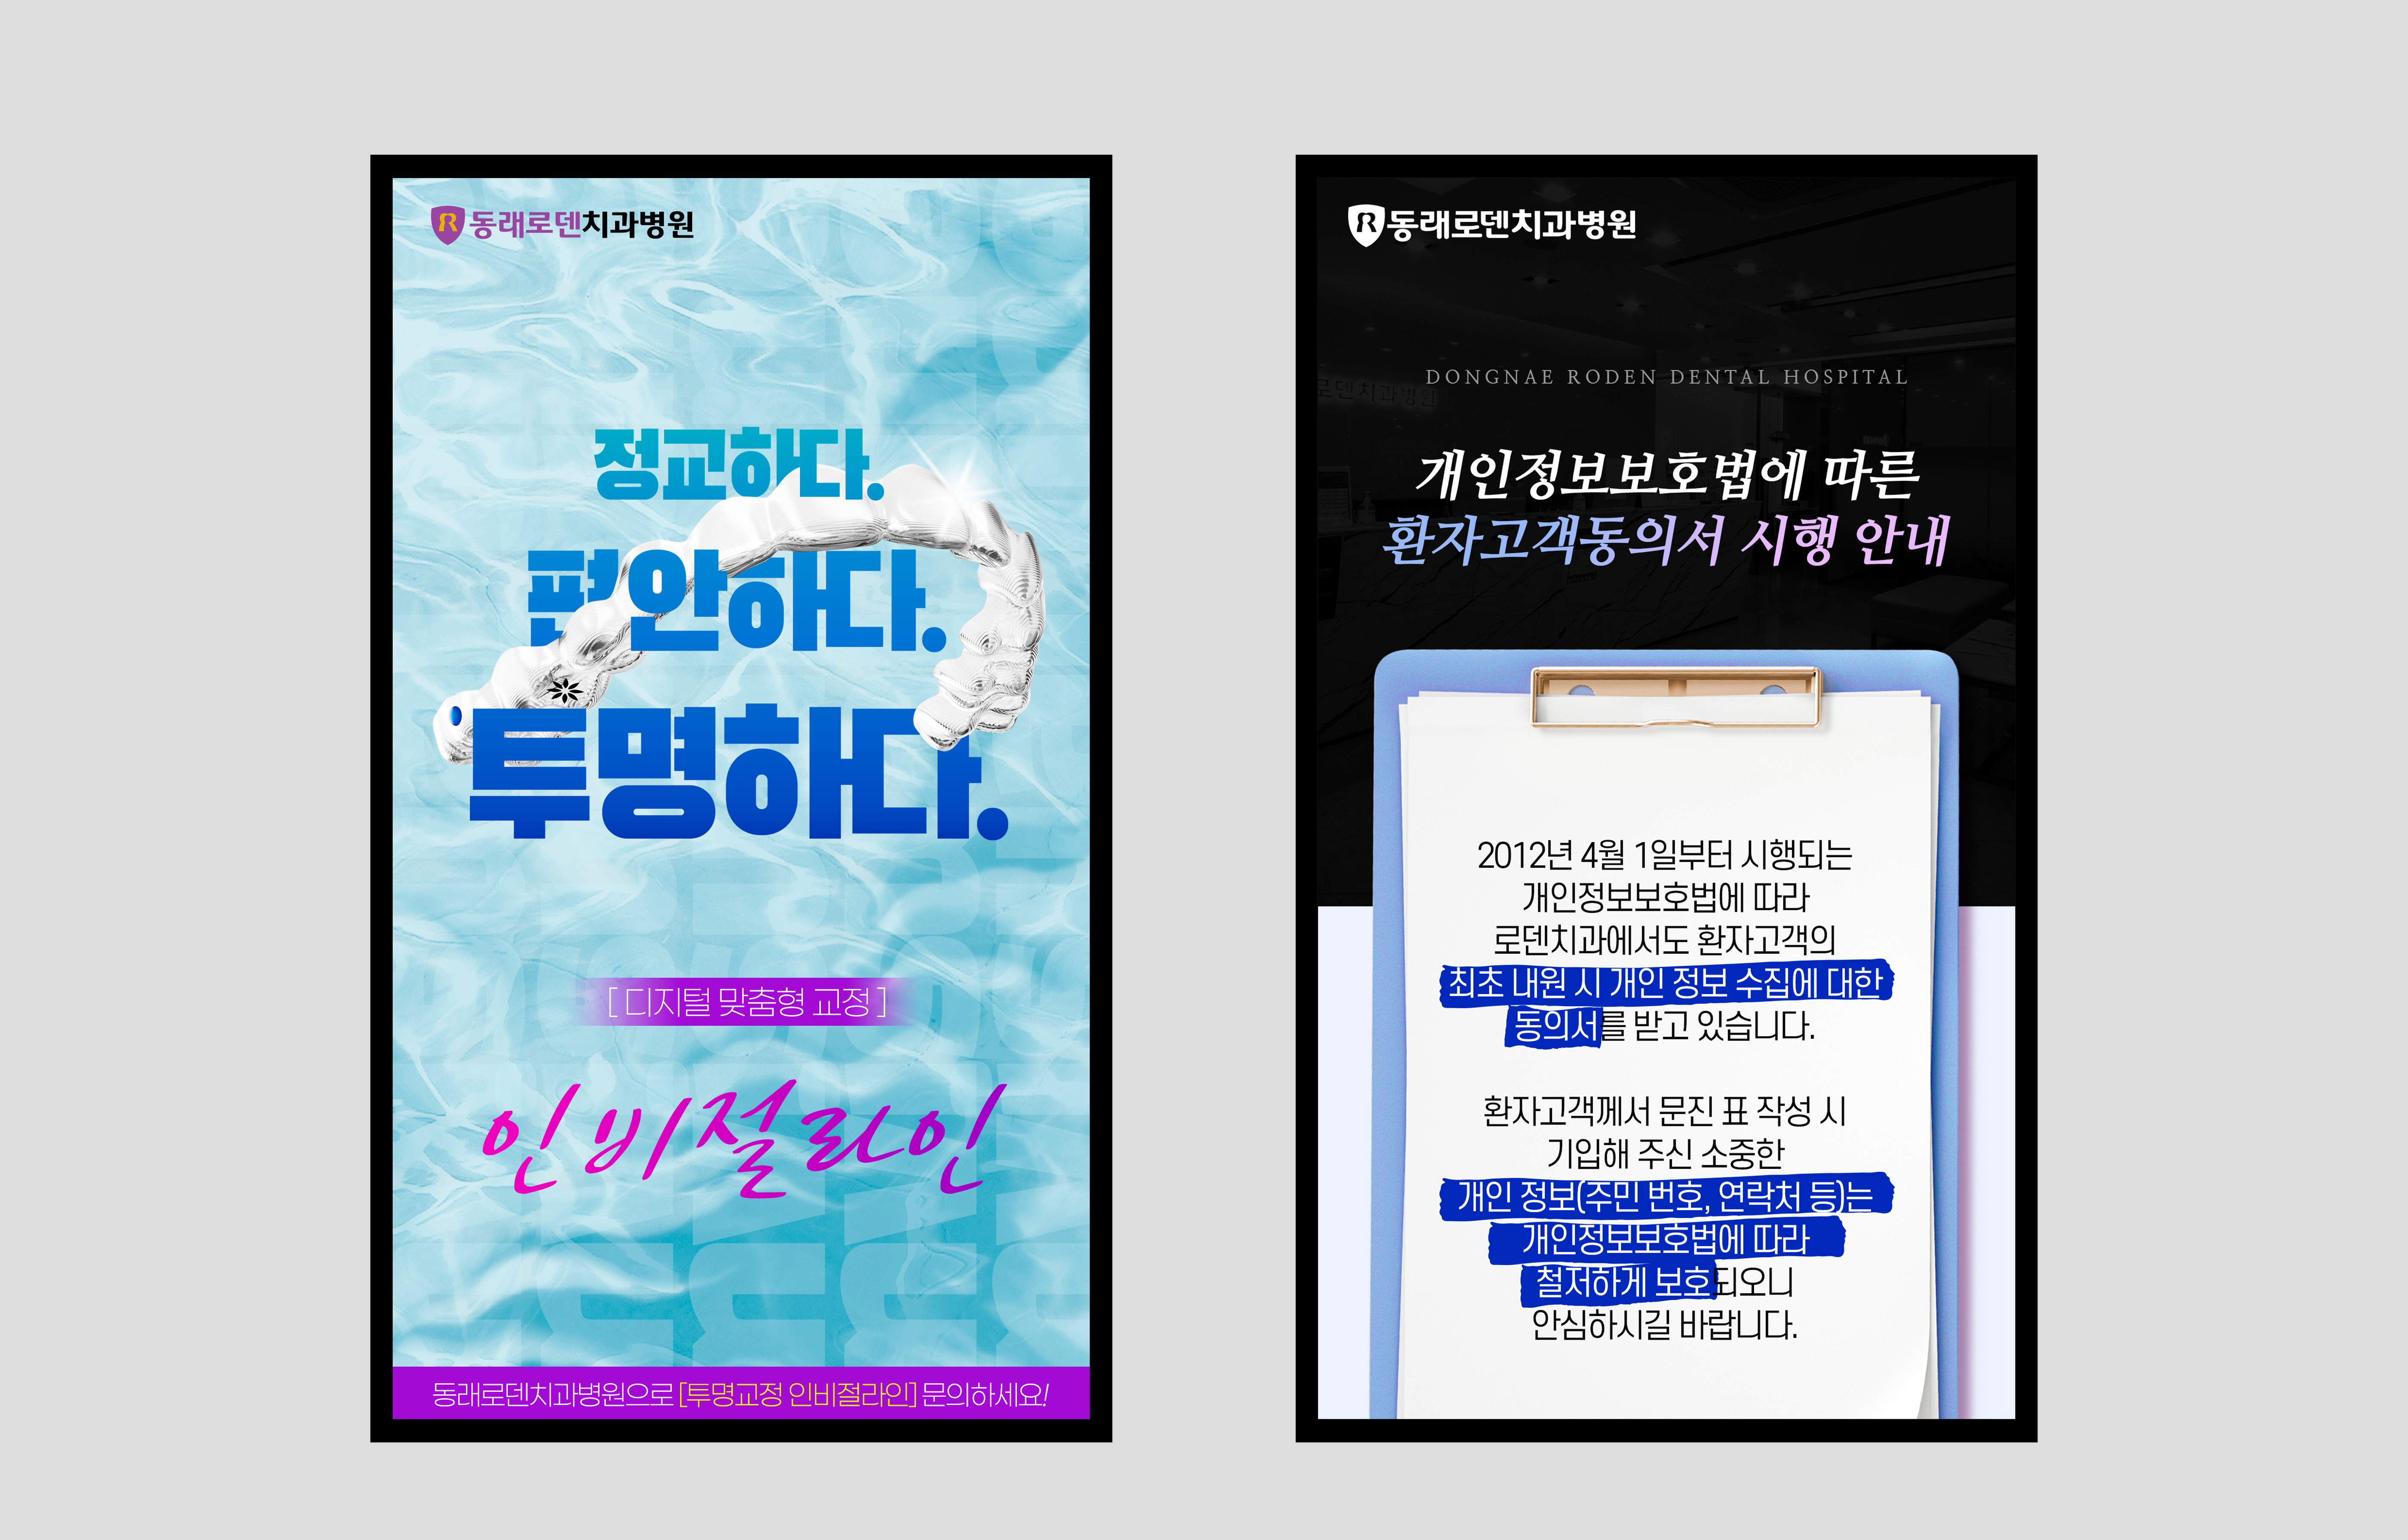 동래로덴치과병원
정교하다.
편안하다.
투명하다.
[ 디지털 맞춤형 교정 ]
인비절라인
동래로덴치과병원으로 [투명교정 인비절라인] 문의하세요!
동래로덴치과병원
DONGNAE RODEN DENTAL HOSPITAL
로덴치과병원
개인정보보호법에 따른
환자고객동의서 시행 안내
2012년 4월 1일부터 시행되는
개인정보보호법에 따라
로덴치과에서도 환자고객의
최초 내원 시 개인 정보 수집에 대한
동의서를 받고 있습니다.
환자고객께서 문진 표 작성 시
기입해 주신 소중한
개인 정보(주민 번호, 연락처 등)는
개인정보보호법에 따라
철저하게 보호되오니
안심하시길 바랍니다.